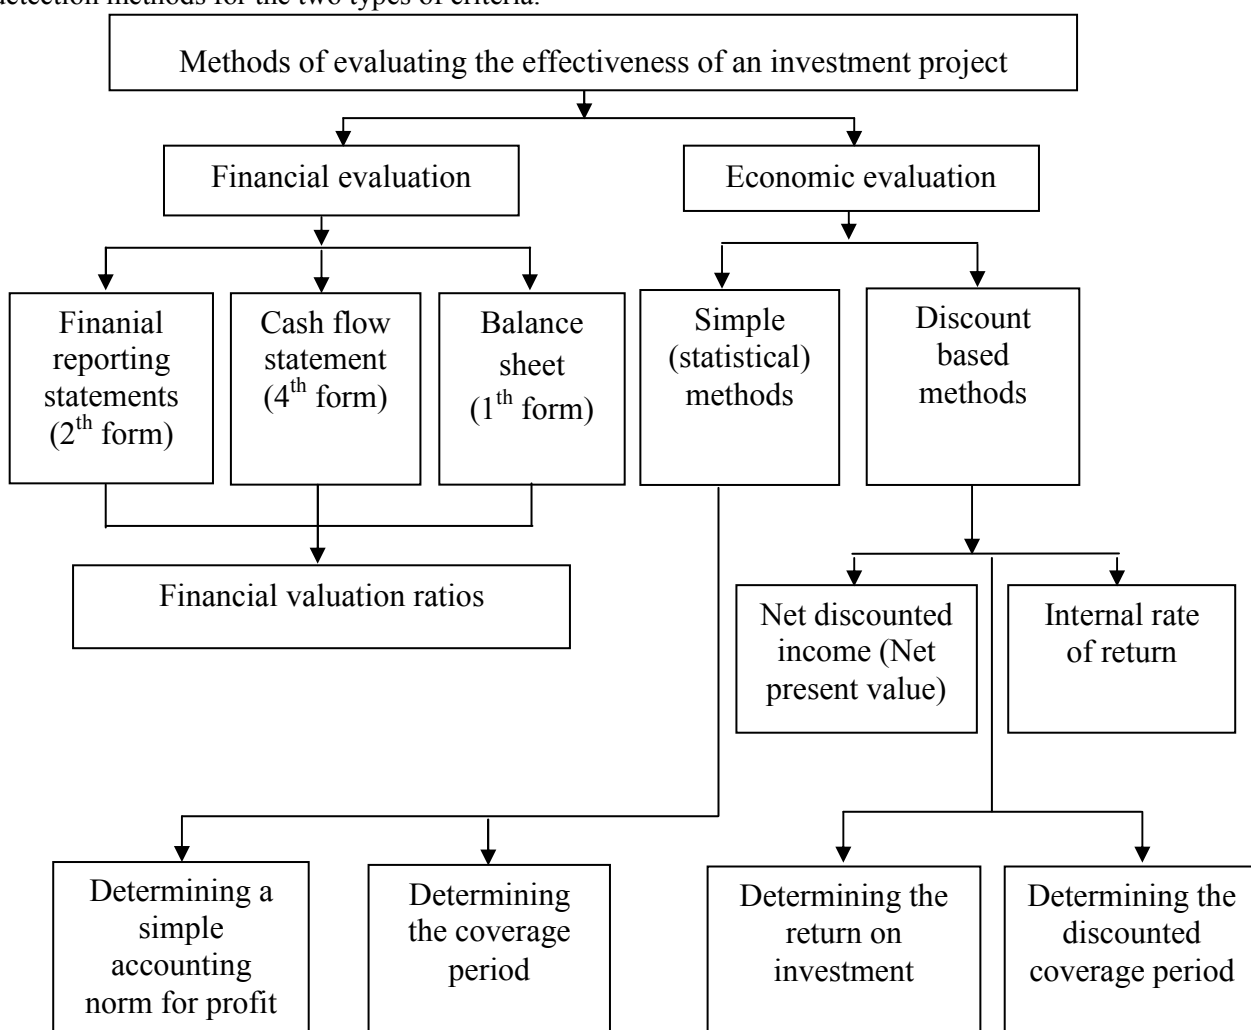 detection methods for the two types of criteria.
Methods of evaluating the effectiveness of an investment project
Financial evaluation
Economic evaluation
Finanial
reporting
statements
(2th form)
Cash flow
statement
(4th form)
Balance
sheet
(1th form)
Simple
(statistical)
methods
Discount
based
methods
Financial valuation ratios
Net discounted
income (Net
present value)
Internal rate
of return
Determining a
simple
accounting
norm for profit
Determining
the coverage
period
Determining the
return on
investment
Determining the
discounted
coverage period